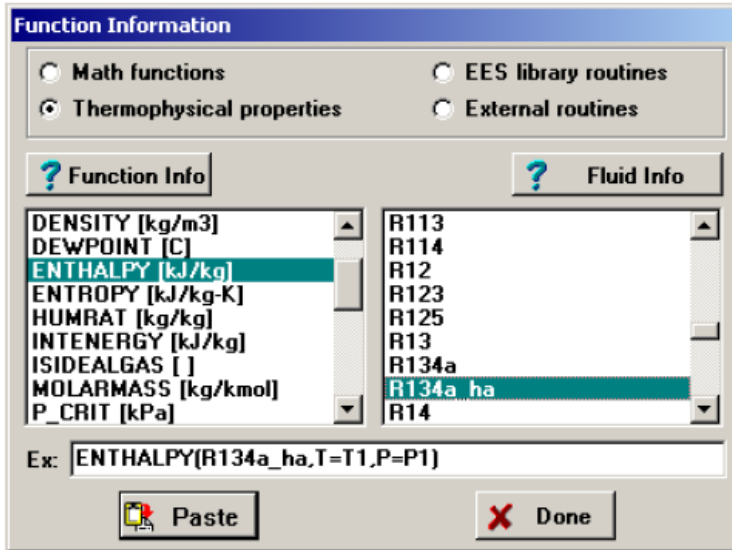 Function Information
Math functions
EES library routines
Thermophysical properties
External routines
? Function Info
? Fluid Info
DENSITY [kg/m3]
DEWPOINT [C]
ENTHALPY [kJ/kg]
ENTROPY [kJ/kg-K]
HUMRAT [kg/kg]
INTENERGY [kJ/kg]
ISIDEALGAS [ ]
MOLARMASS [kg/kmol]
P_CRIT [kPa]
R113
R114
R12
R123
R125
R13
R134a
R134a_ha
R14
Ex: ENTHALPY(R134a_ha,T=T1,P=P1)
Paste
Done